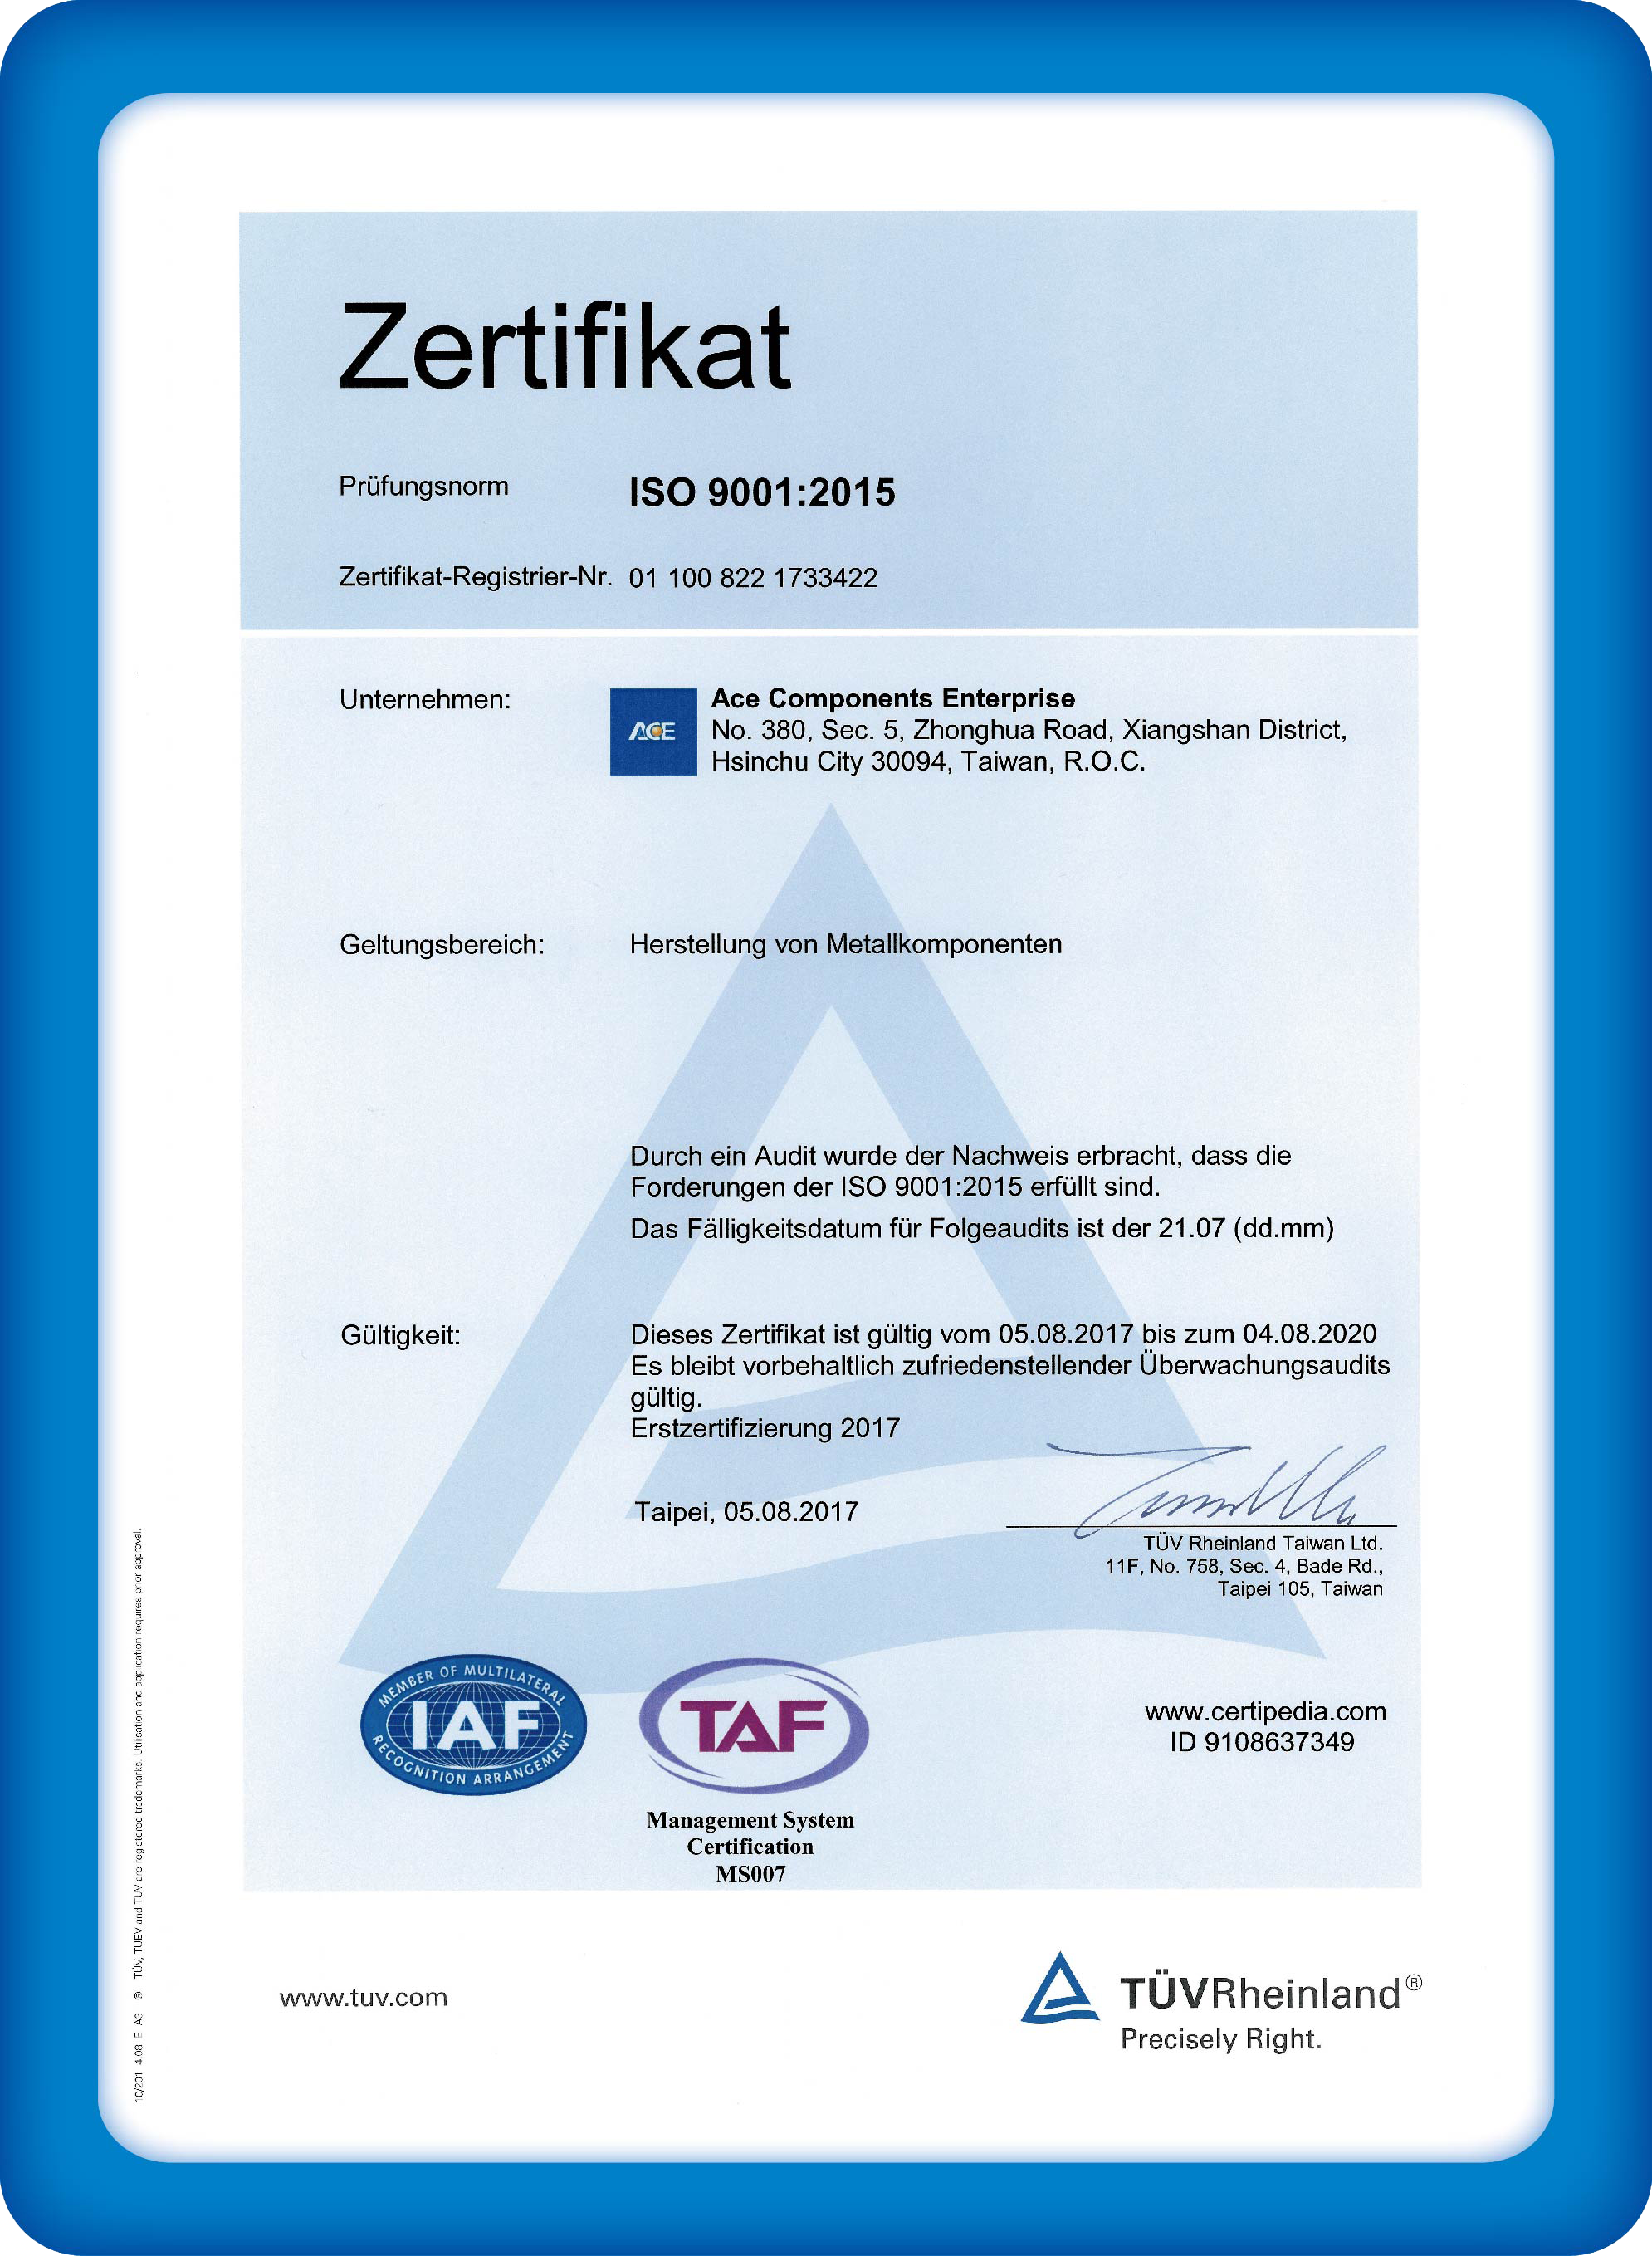 Zertifikat
Prüfungsnorm ISO 9001:2015
Zertifikat-Registrier-Nr. 01 100 822 1733422
Unternehmen:
ACE
Ace Components Enterprise
No. 380, Sec. 5, Zhonghua Road, Xiangshan District,
Hsinchu City 30094, Taiwan, R.O.C.
Geltungsbereich: Herstellung von Metallkomponenten
Durch ein Audit wurde der Nachweis erbracht, dass die
Forderungen der ISO 9001:2015 erfüllt sind.
Das Fälligkeitsdatum für Folgeaudits ist der 21.07 (dd.mm)
Gültigkeit: Dieses Zertifikat ist gültig vom 05.08.2017 bis zum 04.08.2020
Es bleibt vorbehaltlich zufriedenstellender Überwachungsaudits
gültig.
Erstzertifizierung 2017
Taipei, 05.08.2017
TÜV Rheinland Taiwan Ltd.
11F, No. 758, Sec. 4, Bade Rd.,
Taipei 105, Taiwan
MEMBER OF MULTILATERAL
IAF
RECOGNITION ARRANGEMENT
TAF
Management System
Certification
MS007
www.certipedia.com
ID 9108637349
10/201 4.08 E A3 ® TÜV, TUEV and TUV are registered trademarks. Utilisation and application requires prior approval.
www.tuv.com
TÜVRheinland®
Precisely Right.